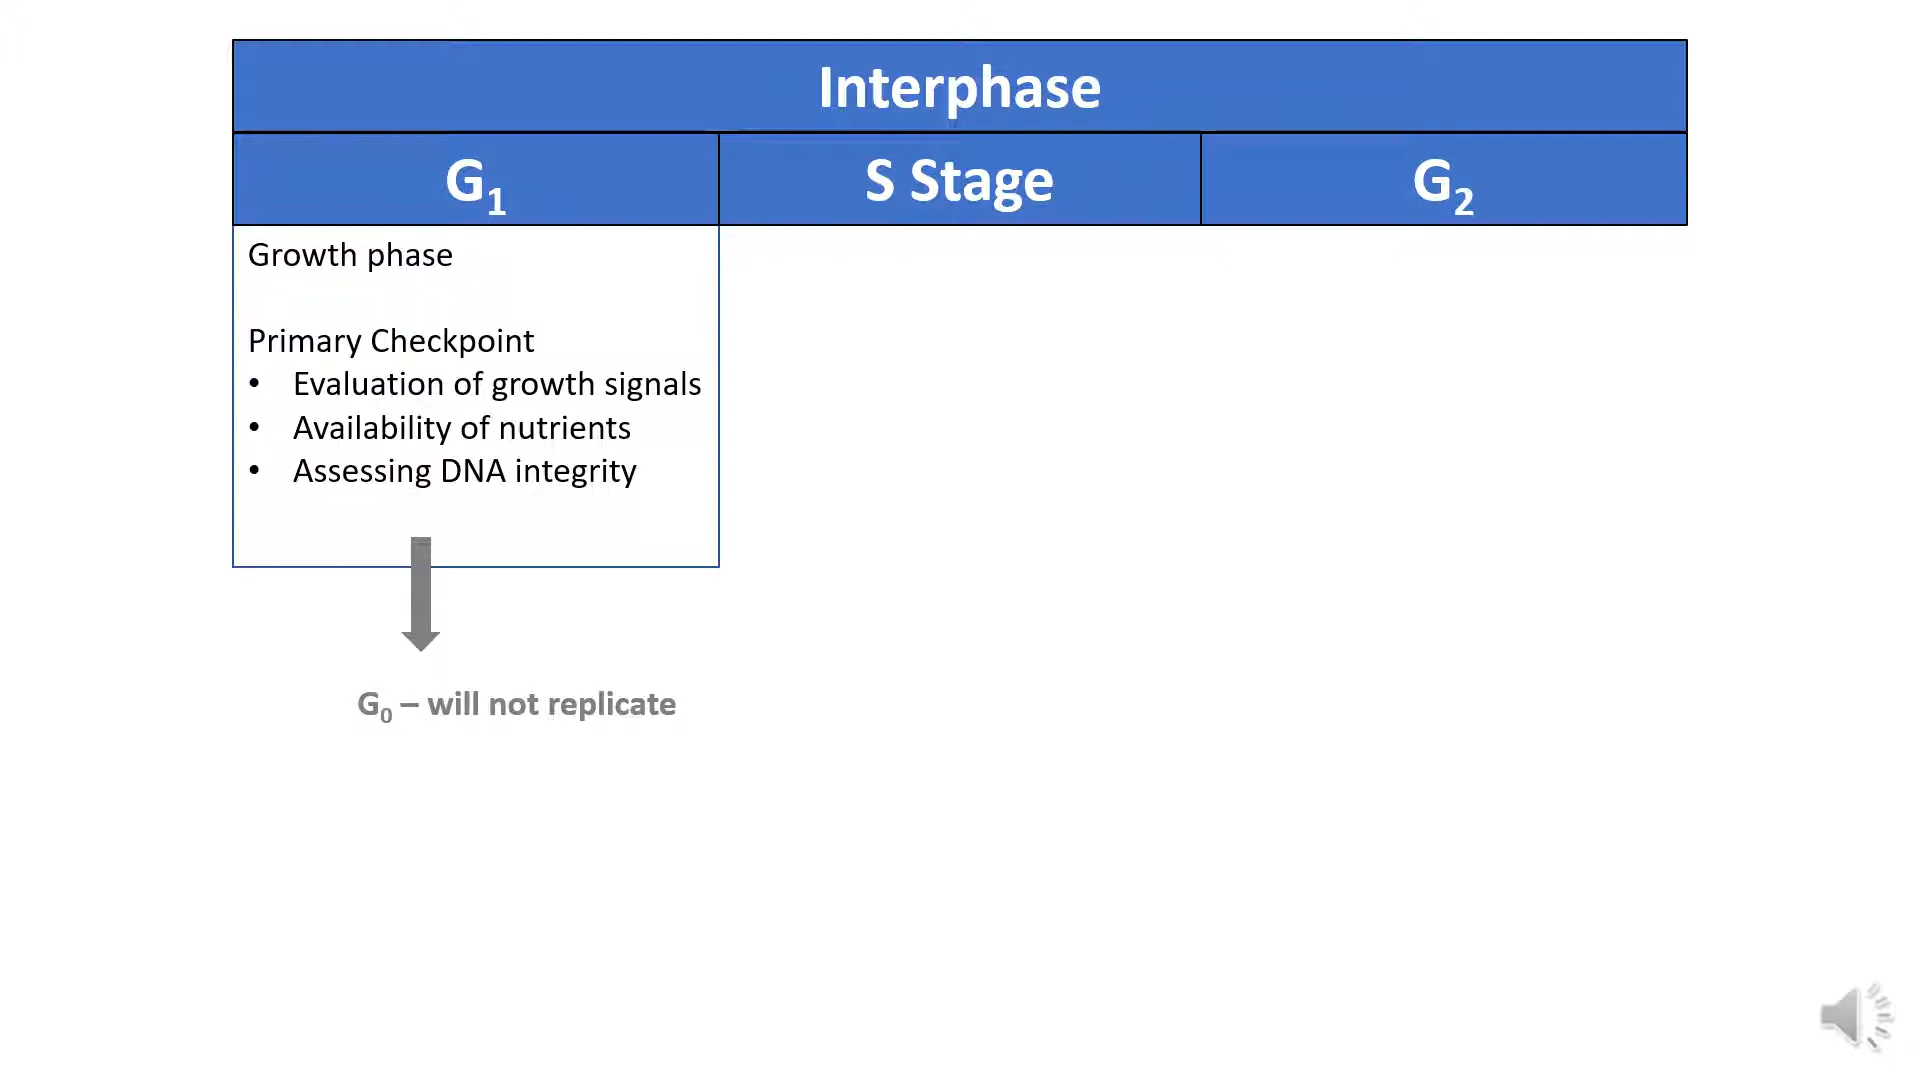 Interphase
G₁ S Stage G₂
Growth phase
Primary Checkpoint
• Evaluation of growth signals
• Availability of nutrients
• Assessing DNA integrity
G₀ – will not replicate